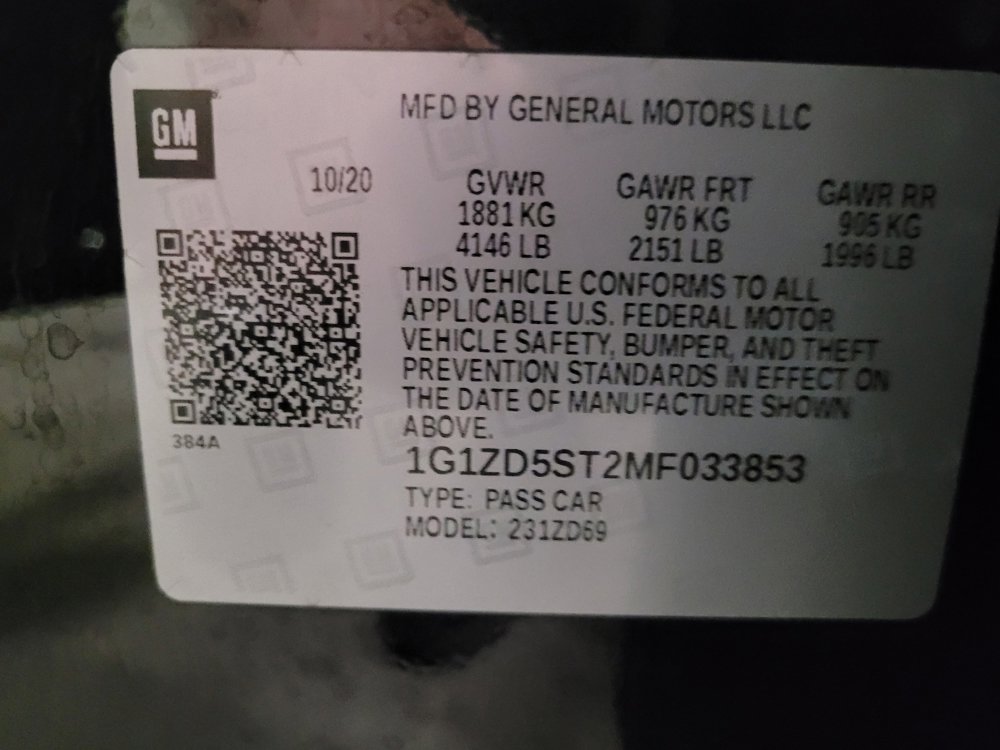 GM
MFD BY GENERAL MOTORS LLC
10/20
GVWR GAWR FRT GAWR RR
1881 KG 976 KG 905 KG
4146 LB 2151 LB 1996 LB
THIS VEHICLE CONFORMS TO ALL
APPLICABLE U.S. FEDERAL MOTOR
VEHICLE SAFETY, BUMPER, AND THEFT
PREVENTION STANDARDS IN EFFECT ON
THE DATE OF MANUFACTURE SHOWN
ABOVE.
384A
1G1ZD5ST2MF033853
TYPE: PASS CAR
MODEL: 231ZD69